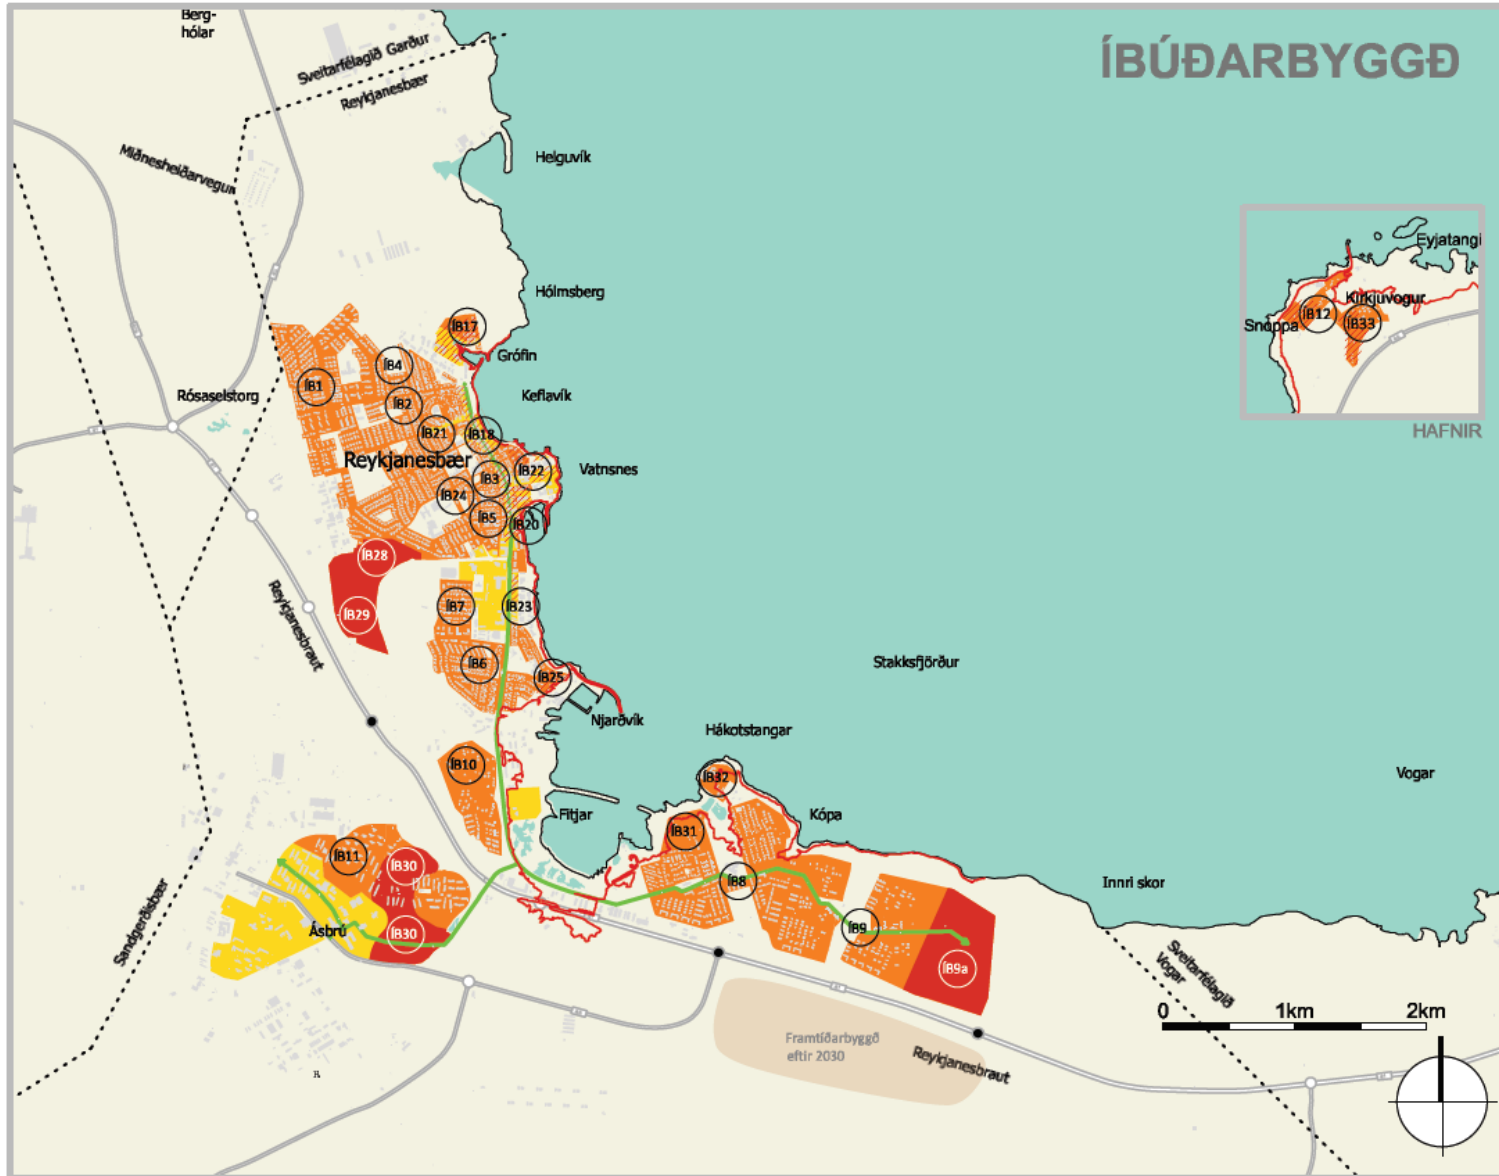 Berg-
hólar
Sveitarfélagið Garður
Reykjanesbær
ÍBÚÐARBYGGÐ
Miðnesheiðarvegur
Helguvík
Eyjatangi
Hólmsberg
Kirkjuvogur
ÍB12
ÍB33
Snoppa
ÍB17
Grófin
HAFNIR
ÍB4
ÍB1
Rósaselstorg
Keflavík
ÍB2
ÍB21
ÍB18
Reykjanesbær
Vatnsnes
ÍB22
ÍB3
ÍB24
ÍB5
ÍB20
ÍB28
ÍB29
ÍB7
ÍB23
Reykjanesbraut
ÍB6
ÍB25
Stakksfjörður
Njarðvík
Hákotstangar
ÍB10
ÍB32
Vogar
Fitjar
Kópa
ÍB31
ÍB11
ÍB30
ÍB8
Innri skor
Sandgerðisbær
Ásbrú
ÍB30
ÍB9
ÍB9a
Sveitarfélagið
Vogar
0 1km 2km
Framtíðarbyggð
eftir 2030
Reykjanesbraut